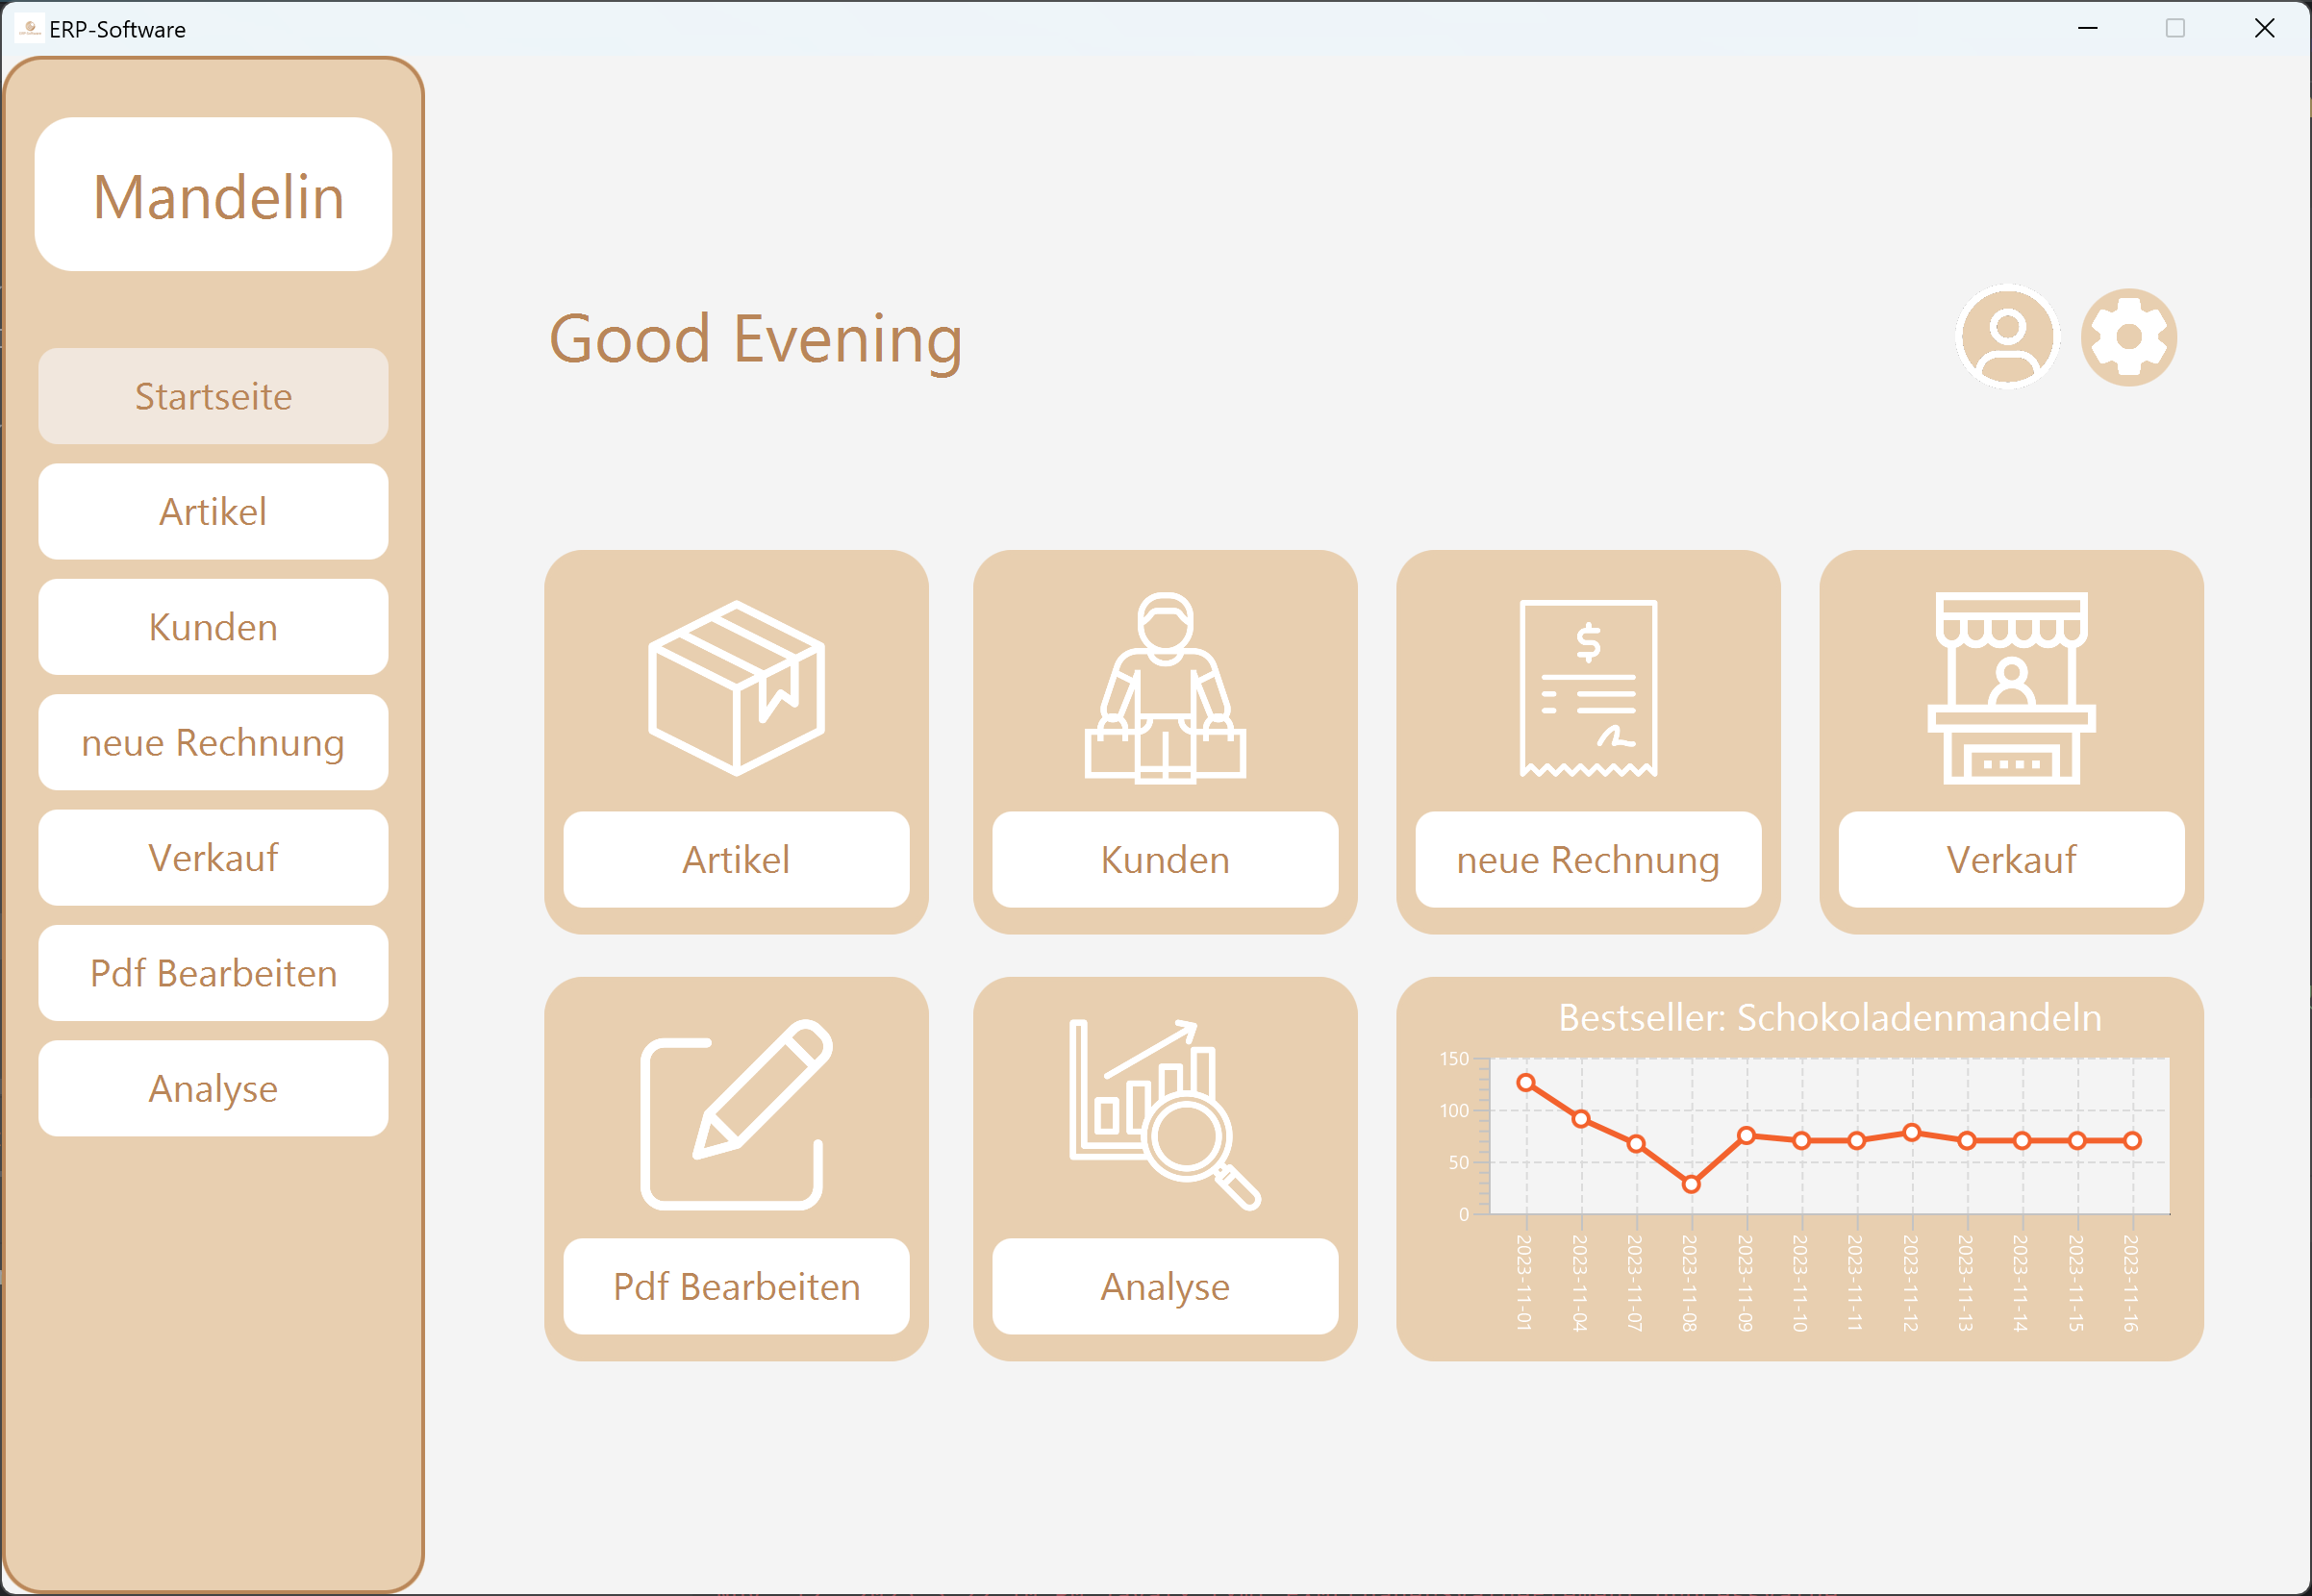 ERP-Software
Mandelin
Startseite
Artikel
Kunden
neue Rechnung
Verkauf
Pdf Bearbeiten
Analyse
Good Evening
$
Artikel
Kunden
neue Rechnung
Verkauf
Pdf Bearbeiten
Analyse
Bestseller: Schokoladenmandeln
150
100
50
0
2023-11-01
2023-11-04
2023-11-07
2023-11-08
2023-11-09
2023-11-10
2023-11-11
2023-11-12
2023-11-13
2023-11-14
2023-11-15
2023-11-16